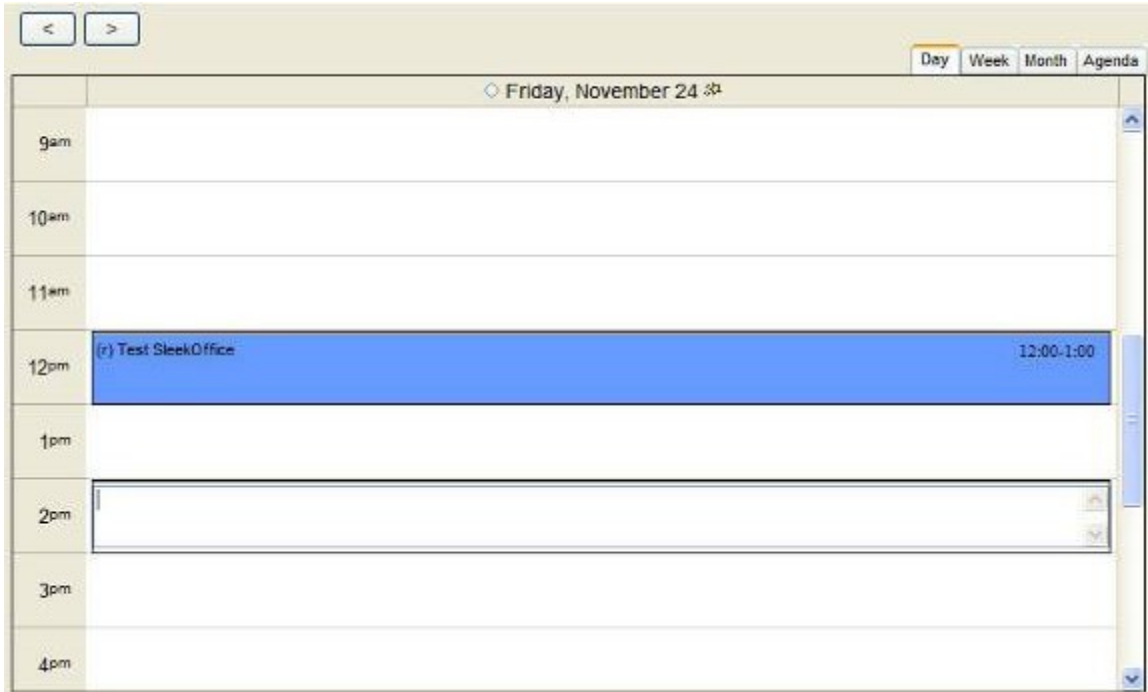 < >
Day Week Month Agenda
Friday, November 24
9am
10am
11am
12pm (r) Test SleekOffice 12:00-1:00
1pm
2pm
3pm
4pm